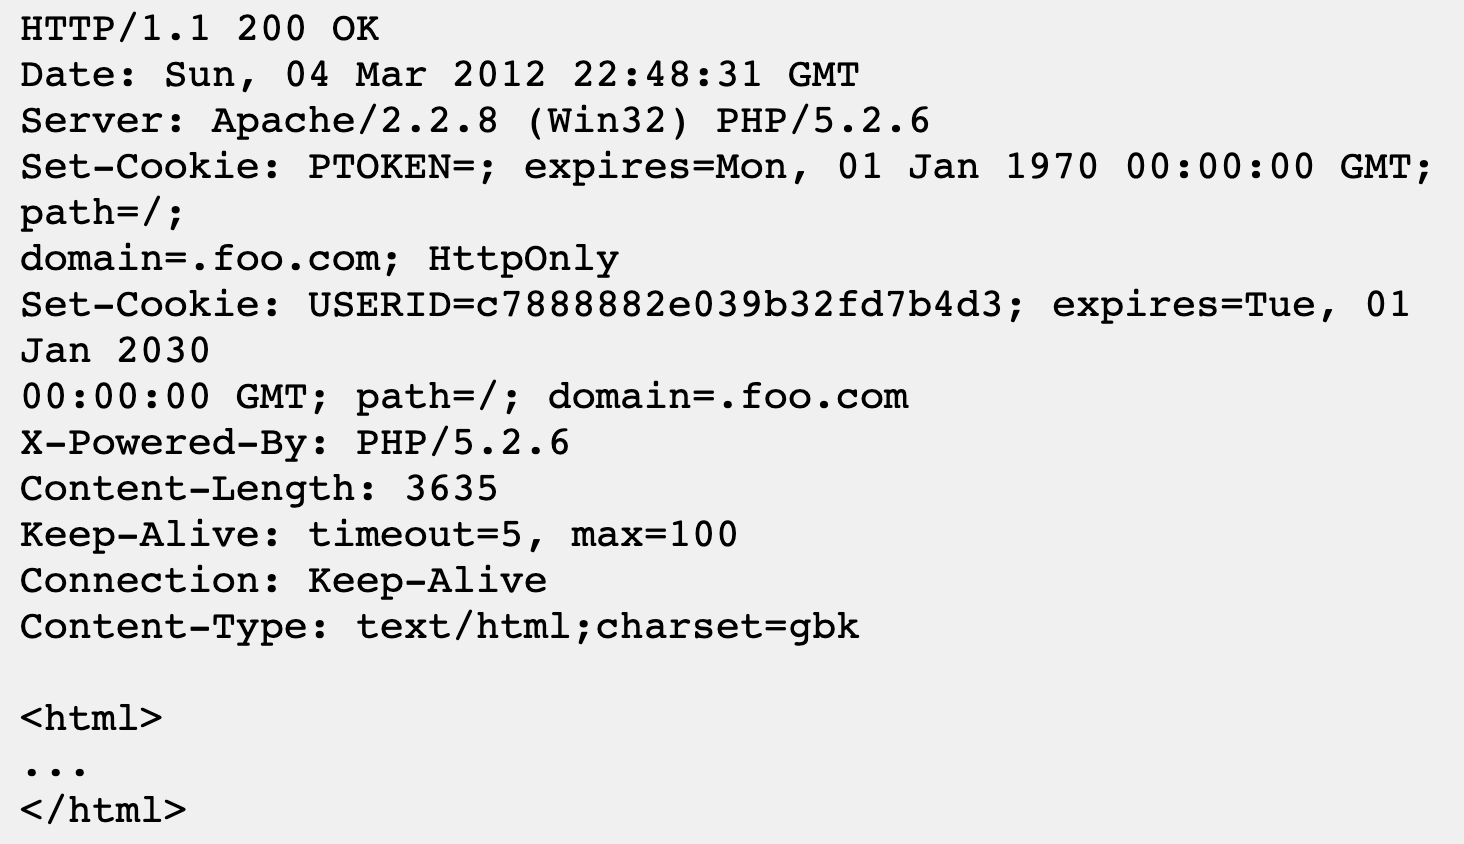 HTTP/1.1 200 OK
Date: Sun, 04 Mar 2012 22:48:31 GMT
Server: Apache/2.2.8 (Win32) PHP/5.2.6
Set-Cookie: PTOKEN=; expires=Mon, 01 Jan 1970 00:00:00 GMT;
path=/;
domain=.foo.com; HttpOnly
Set-Cookie: USERID=c7888882e039b32fd7b4d3; expires=Tue, 01
Jan 2030
00:00:00 GMT; path=/; domain=.foo.com
X-Powered-By: PHP/5.2.6
Content-Length: 3635
Keep-Alive: timeout=5, max=100
Connection: Keep-Alive
Content-Type: text/html;charset=gbk

<html>
...
</html>